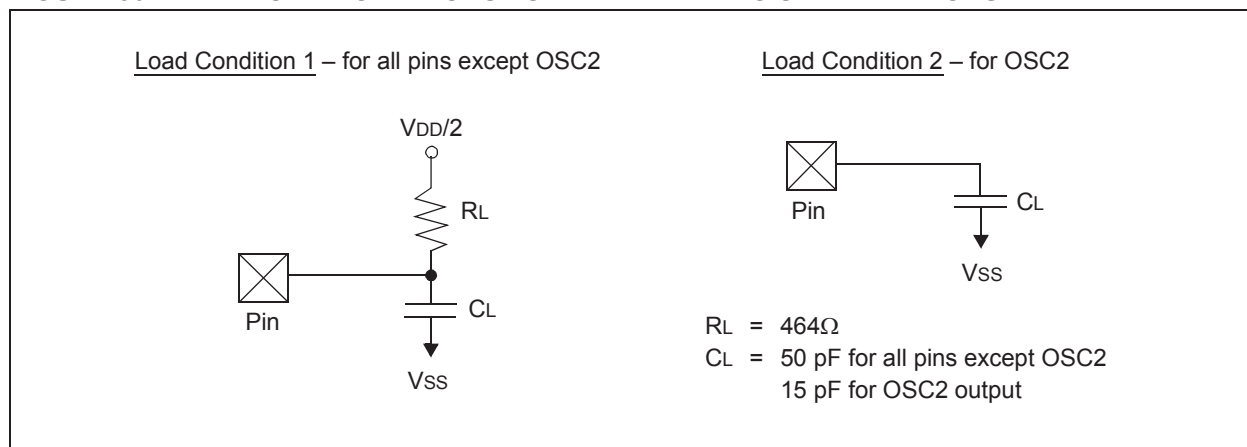 Load Condition 1 – for all pins except OSC2
VDD/2
RL
Pin
CL
VSS
Load Condition 2 – for OSC2
Pin
CL
VSS
RL = 464Ω
CL = 50 pF for all pins except OSC2
15 pF for OSC2 output